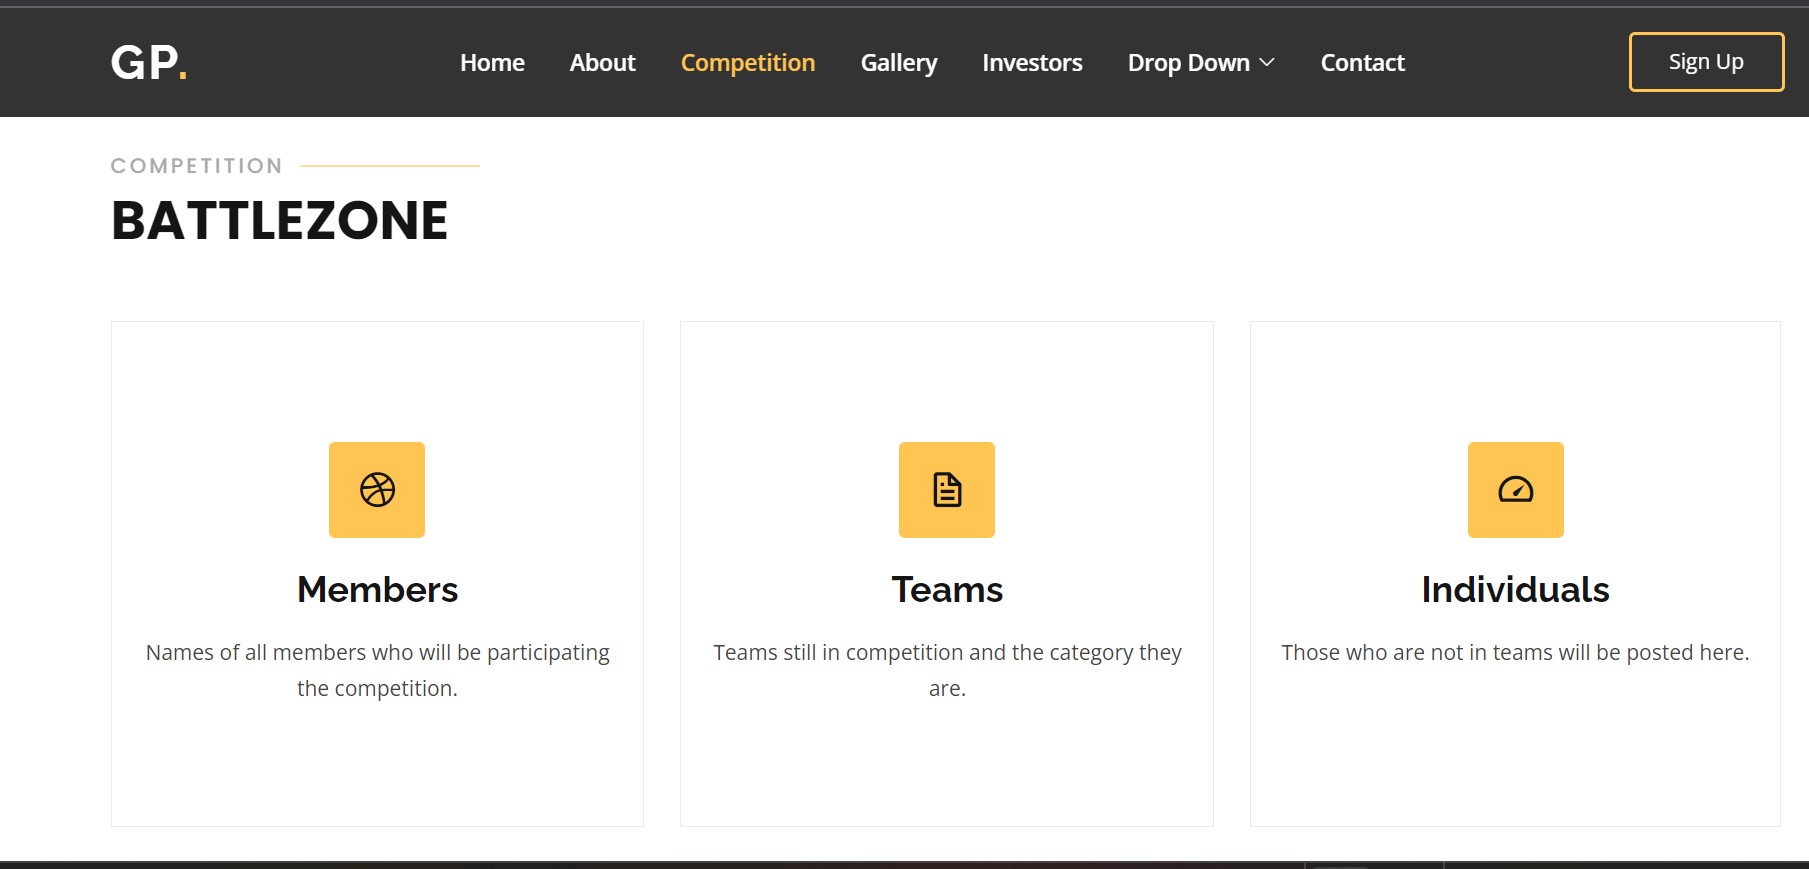 GP.
Home About Competition Gallery Investors Drop Down Contact
Sign Up
COMPETITION
BATTLEZONE
Members
Names of all members who will be participating
the competition.
Teams
Teams still in competition and the category they
are.
Individuals
Those who are not in teams will be posted here.